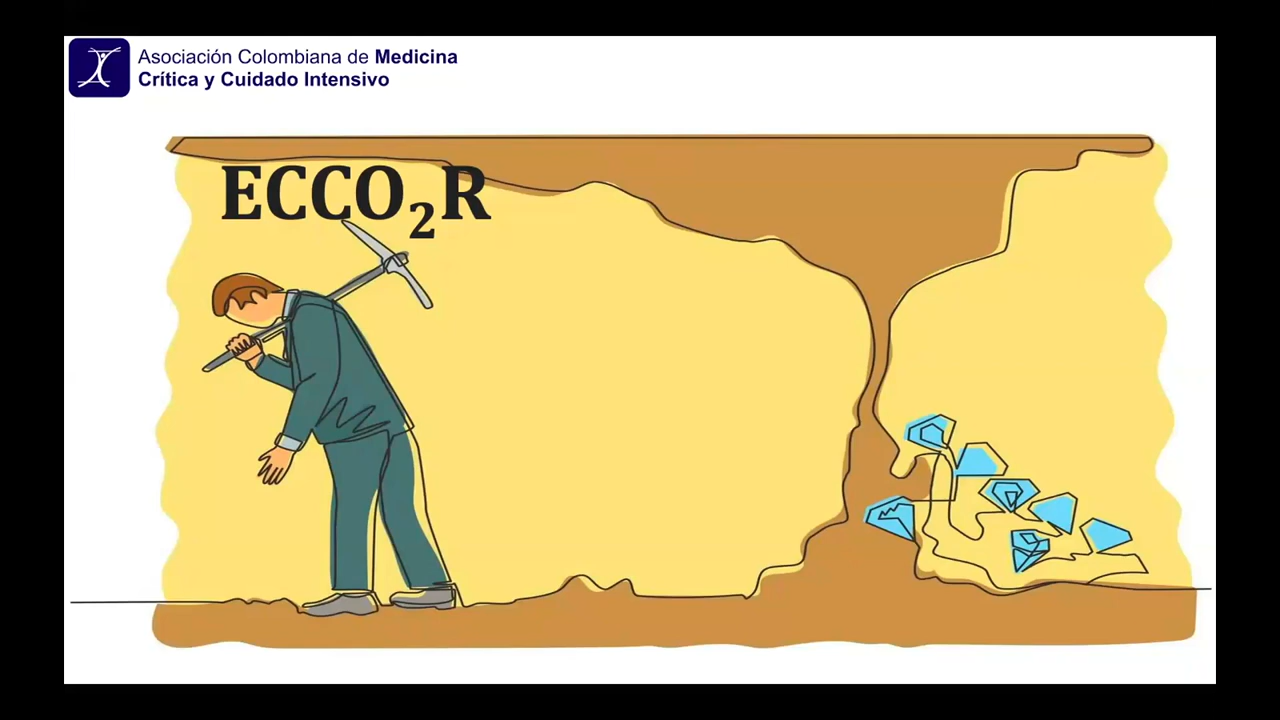 Asociación Colombiana de Medicina
Crítica y Cuidado Intensivo
ECCO₂R